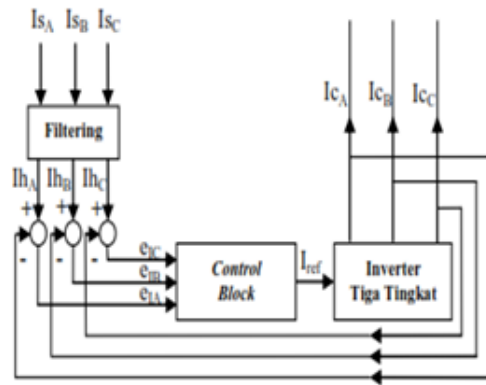 Is_A Is_B Is_C
Ic_A Ic_B Ic_C
Filtering
Ih_A Ih_B Ih_C
+ + +
- - -
e_IC
e_IB
e_IA
Control
Block
I_ref
Inverter
Tiga Tingkat